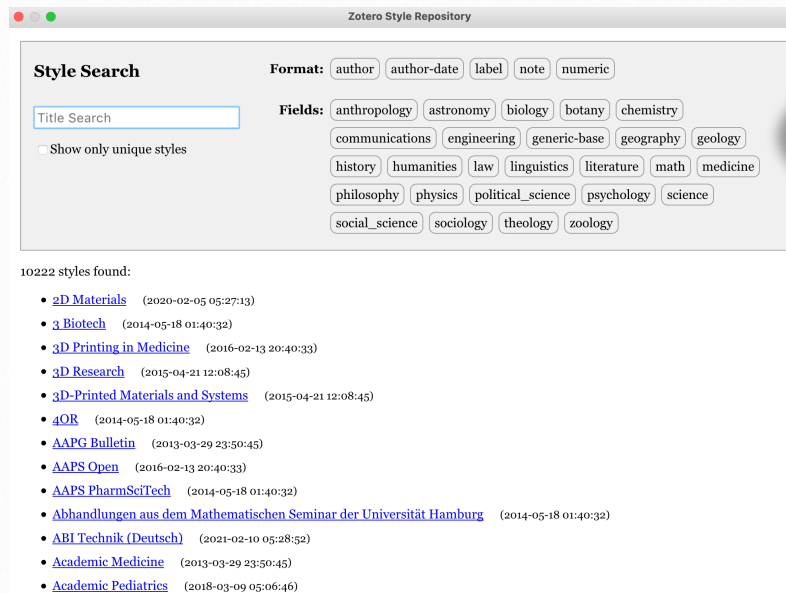 Zotero Style Repository
Style Search
Title Search
Show only unique styles
Format: author author-date label note numeric
Fields: anthropology astronomy biology botany chemistry
communications engineering generic-base geography geology
history humanities law linguistics literature math medicine
philosophy physics political_science psychology science
social_science sociology theology zoology
10222 styles found:
• 2D Materials (2020-02-05 05:27:13)
• 3 Biotech (2014-05-18 01:40:32)
• 3D Printing in Medicine (2016-02-13 20:40:33)
• 3D Research (2015-04-21 12:08:45)
• 3D-Printed Materials and Systems (2015-04-21 12:08:45)
• 4OR (2014-05-18 01:40:32)
• AAPG Bulletin (2013-03-29 23:50:45)
• AAPS Open (2016-02-13 20:40:33)
• AAPS PharmSciTech (2014-05-18 01:40:32)
• Abhandlungen aus dem Mathematischen Seminar der Universität Hamburg (2014-05-18 01:40:32)
• ABI Technik (Deutsch) (2021-02-10 05:28:52)
• Academic Medicine (2013-03-29 23:50:45)
• Academic Pediatrics (2018-03-09 05:06:46)